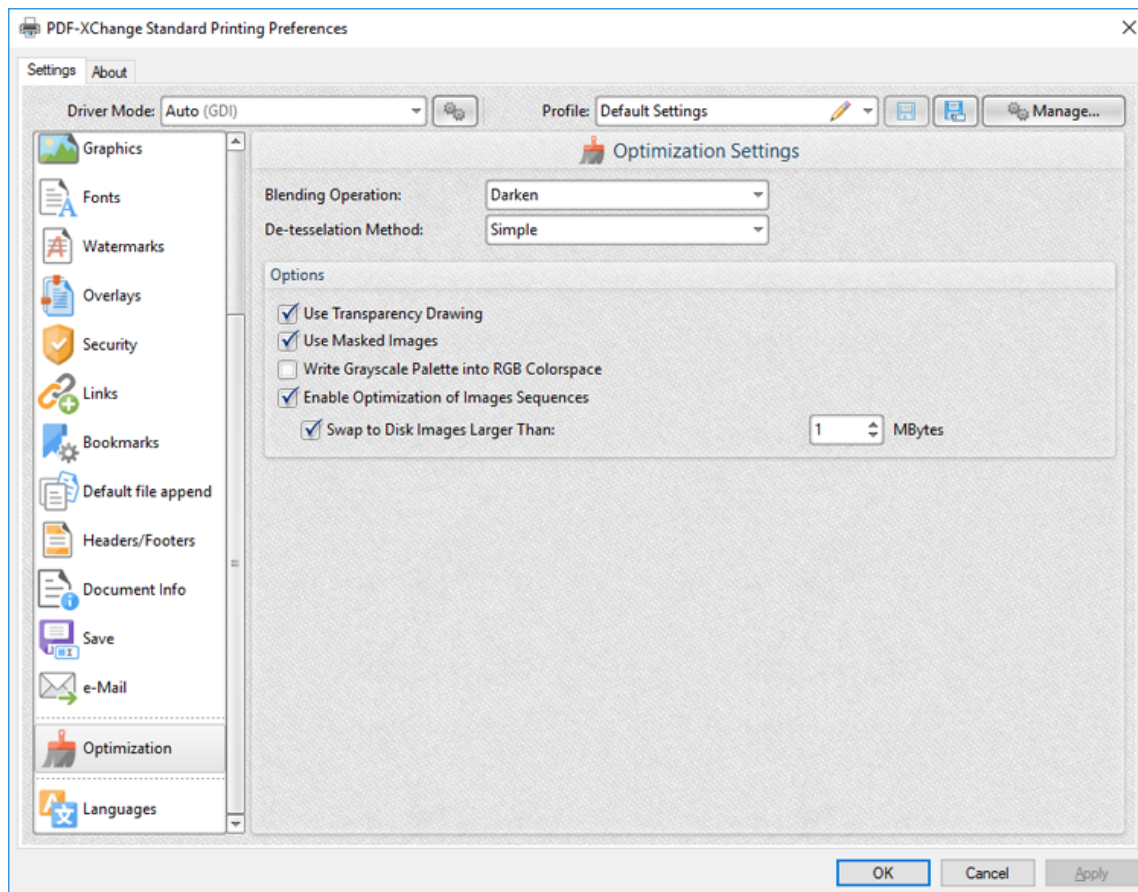 PDF-XChange Standard Printing Preferences
Settings About
Driver Mode: Auto (GDI) Profile: Default Settings Manage...
Graphics
Fonts
Watermarks
Overlays
Security
Links
Bookmarks
Default file append
Headers/Footers
Document Info
Save
e-Mail
Optimization
Languages
Optimization Settings
Blending Operation: Darken
De-tesselation Method: Simple
Options
Use Transparency Drawing
Use Masked Images
Write Grayscale Palette into RGB Colorspace
Enable Optimization of Images Sequences
Swap to Disk Images Larger Than: 1 MBytes
OK Cancel Apply